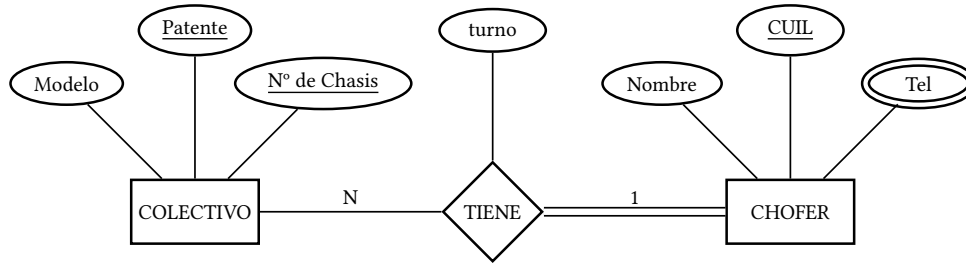 Patente
turno
CUIL
Modelo
Nº de Chasis
Nombre
Tel
COLECTIVO
N
TIENE
1
CHOFER